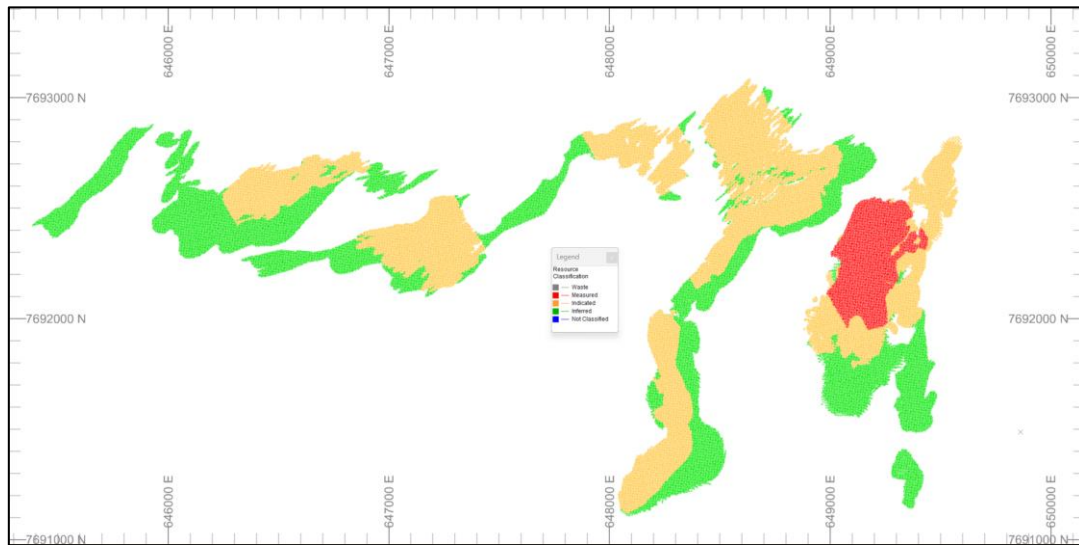 646000 E
647000 E
648000 E
649000 E
650000 E
7693000 N
7693000 N
Legend
Resource
Classification
Waste
Measured
Indicated
Inferred
Not Classified
7692000 N
7692000 N
646000 E
647000 E
648000 E
649000 E
650000 E
7691000 N
7691000 N